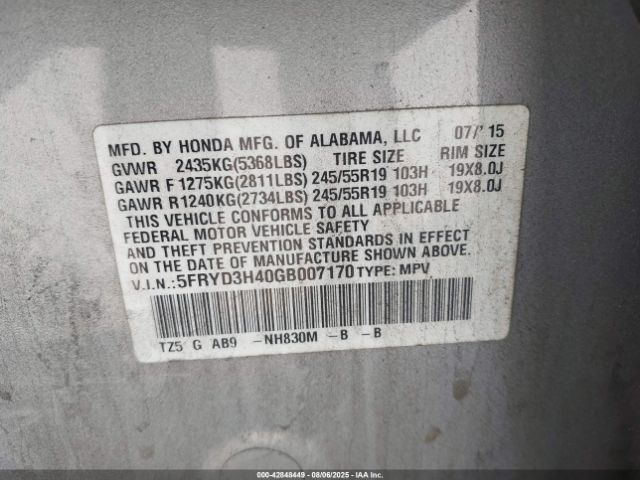 MFD. BY HONDA MFG. OF ALABAMA, LLC 07/'15
GVWR 2435KG(5368LBS) TIRE SIZE RIM SIZE
GAWR F1275KG(2811LBS) 245/55R19 103H 19X8.0J
GAWR R1240KG(2734LBS) 245/55R19 103H 19X8.0J
THIS VEHICLE CONFORMS TO ALL APPLICABLE
FEDERAL MOTOR VEHICLE SAFETY
AND THEFT PREVENTION STANDARDS IN EFFECT
ON THE DATE OF MANUFACTURE SHOWN ABOVE.
V.I.N.:5FRYD3H40GB007170 TYPE: MPV
TZ5 G AB9 -NH830M -B -B
000-42848449 - 08/06/2025 - IAA Inc.